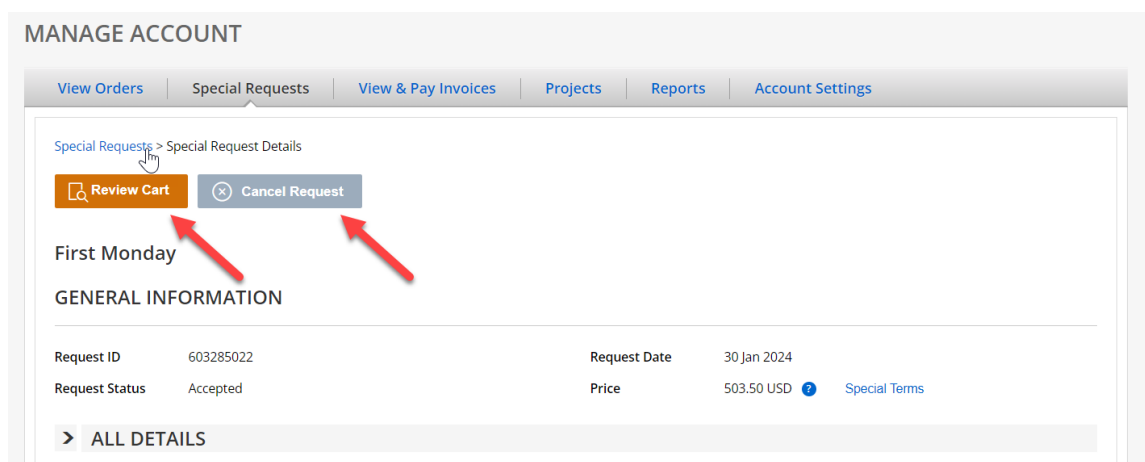 MANAGE ACCOUNT
View Orders Special Requests View & Pay Invoices Projects Reports Account Settings
Special Requests > Special Request Details
Review Cart Cancel Request
First Monday
GENERAL INFORMATION
Request ID 603285022 Request Date 30 Jan 2024
Request Status Accepted Price 503.50 USD ? Special Terms
> ALL DETAILS